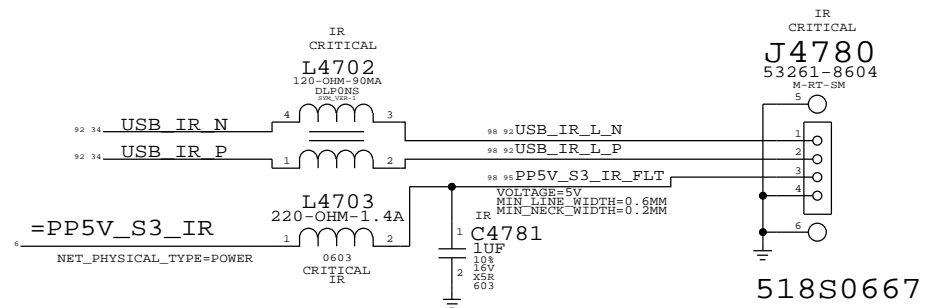 IR
CRITICAL
L4702
120-OHM-90MA
DLP0NS
SYM_VER-1
4
3
92 34
USB_IR_N
92 34
USB_IR_P
1
2
98 92 USB_IR_L_N
98 92 USB_IR_L_P
98 95 PP5V_S3_IR_FLT
VOLTAGE=5V
MIN_LINE_WIDTH=0.6MM
MIN_NECK_WIDTH=0.2MM
IR
CRITICAL
J4780
53261-8604
M-RT-SM
5
1
2
3
4
6
518S0667
L4703
220-OHM-1.4A
6
=PP5V_S3_IR
1
2
NET_PHYSICAL_TYPE=POWER
0603
CRITICAL
IR
IR
1
C4781
1UF
10%
16V
2
X5R
603